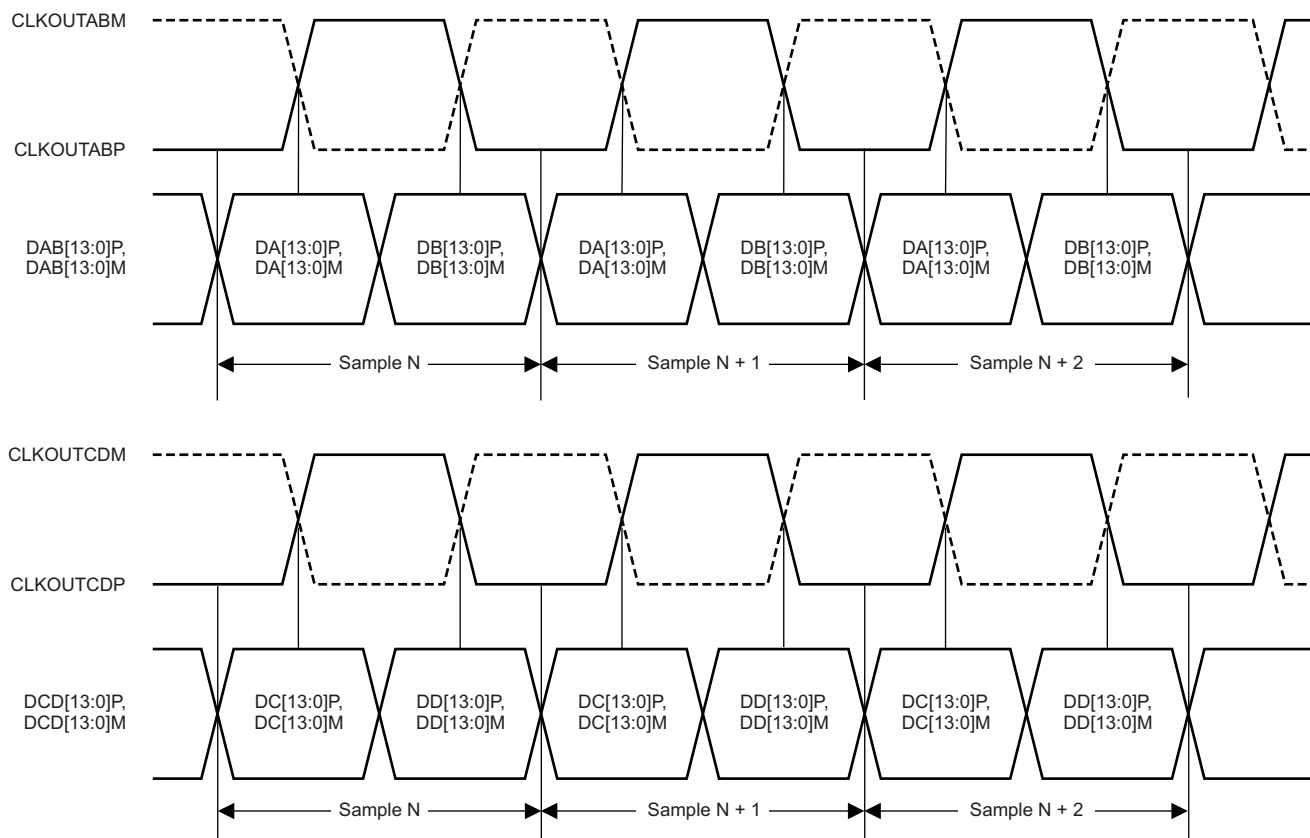 CLKOUTABM
CLKOUTABP
DAB[13:0]P,
DAB[13:0]M
DA[13:0]P,
DA[13:0]M
DB[13:0]P,
DB[13:0]M
DA[13:0]P,
DA[13:0]M
DB[13:0]P,
DB[13:0]M
DA[13:0]P,
DA[13:0]M
DB[13:0]P,
DB[13:0]M
Sample N
Sample N + 1
Sample N + 2
CLKOUTCDM
CLKOUTCDP
DCD[13:0]P,
DCD[13:0]M
DC[13:0]P,
DC[13:0]M
DD[13:0]P,
DD[13:0]M
DC[13:0]P,
DC[13:0]M
DD[13:0]P,
DD[13:0]M
DC[13:0]P,
DC[13:0]M
DD[13:0]P,
DD[13:0]M
Sample N
Sample N + 1
Sample N + 2